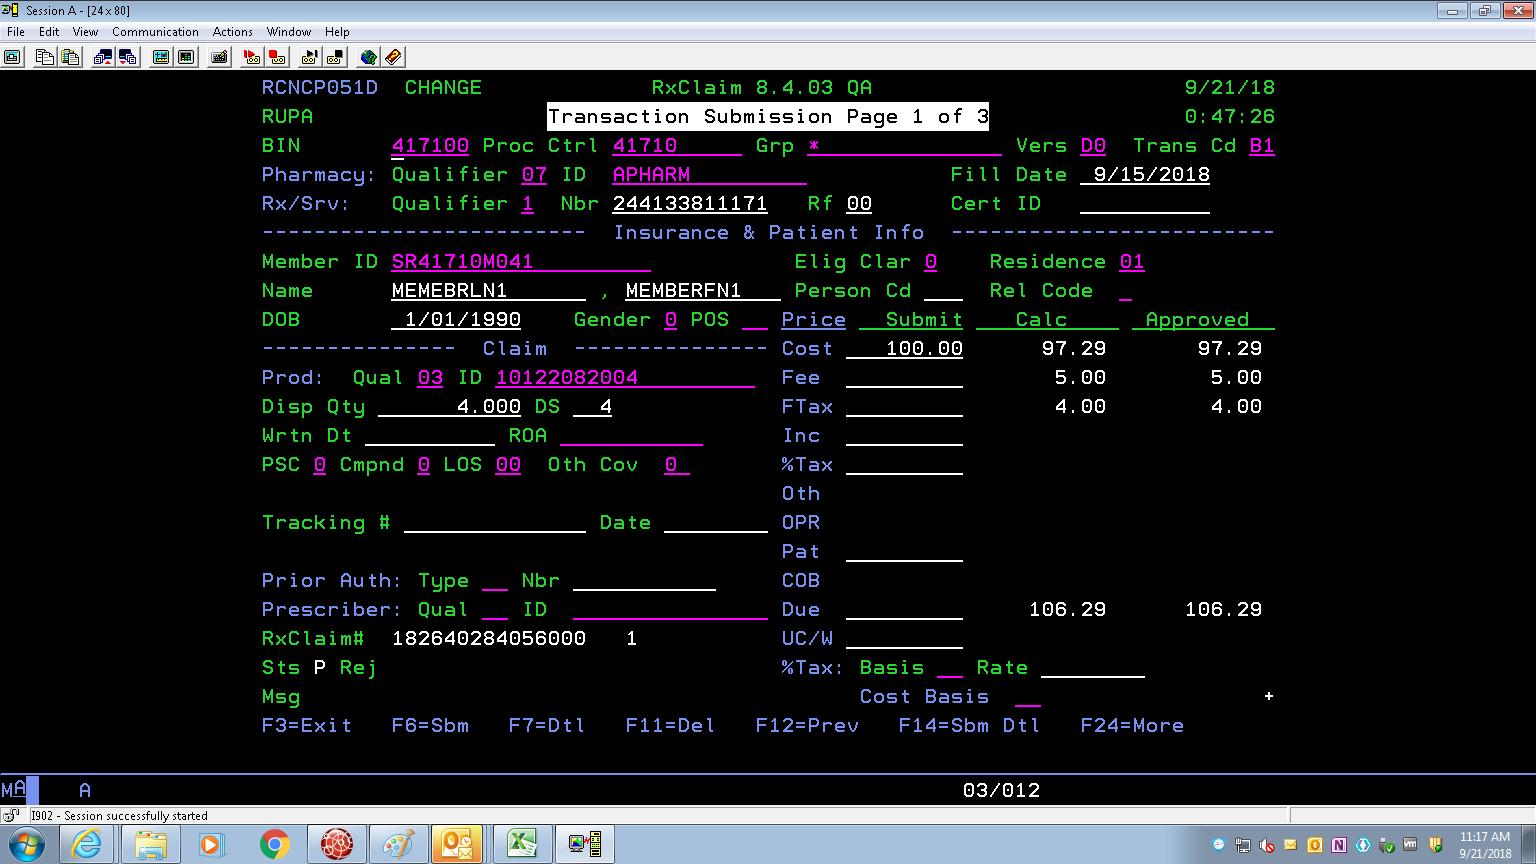 Session A - [24 x 80]
File Edit View Communication Actions Window Help
RCNCP051D CHANGE RxClaim 8.4.03 QA 9/21/18
RUPA Transaction Submission Page 1 of 3 0:47:26
BIN 417100 Proc Ctrl 41710 Grp * Vers D0 Trans Cd B1
Pharmacy: Qualifier 07 ID APHARM Fill Date 9/15/2018
Rx/Srv: Qualifier 1 Nbr 244133811171 Rf 00 Cert ID
------------------------- Insurance & Patient Info -------------------------
Member ID SR41710M041 Elig Clar 0 Residence 01
Name MEMEBRLN1 , MEMBERFN1 Person Cd Rel Code
DOB 1/01/1990 Gender 0 POS Price Submit Calc Approved
--------------- Claim --------------- Cost 100.00 97.29 97.29
Prod: Qual 03 ID 10122082004 Fee 5.00 5.00
Disp Qty 4.000 DS 4 FTax 4.00 4.00
Wrtn Dt ROA Inc
PSC 0 Cmpnd 0 LOS 00 Oth Cov 0 %Tax
Oth
Tracking # Date OPR
Pat
Prior Auth: Type Nbr COB
Prescriber: Qual ID Due 106.29 106.29
RxClaim# 182640284056000 1 UC/W
Sts P Rej %Tax: Basis Rate
Msg Cost Basis +
F3=Exit F6=Sbm F7=Dtl F11=Del F12=Prev F14=Sbm Dtl F24=More
MA A 03/012
I902 - Session successfully started
11:17 AM
9/21/2018